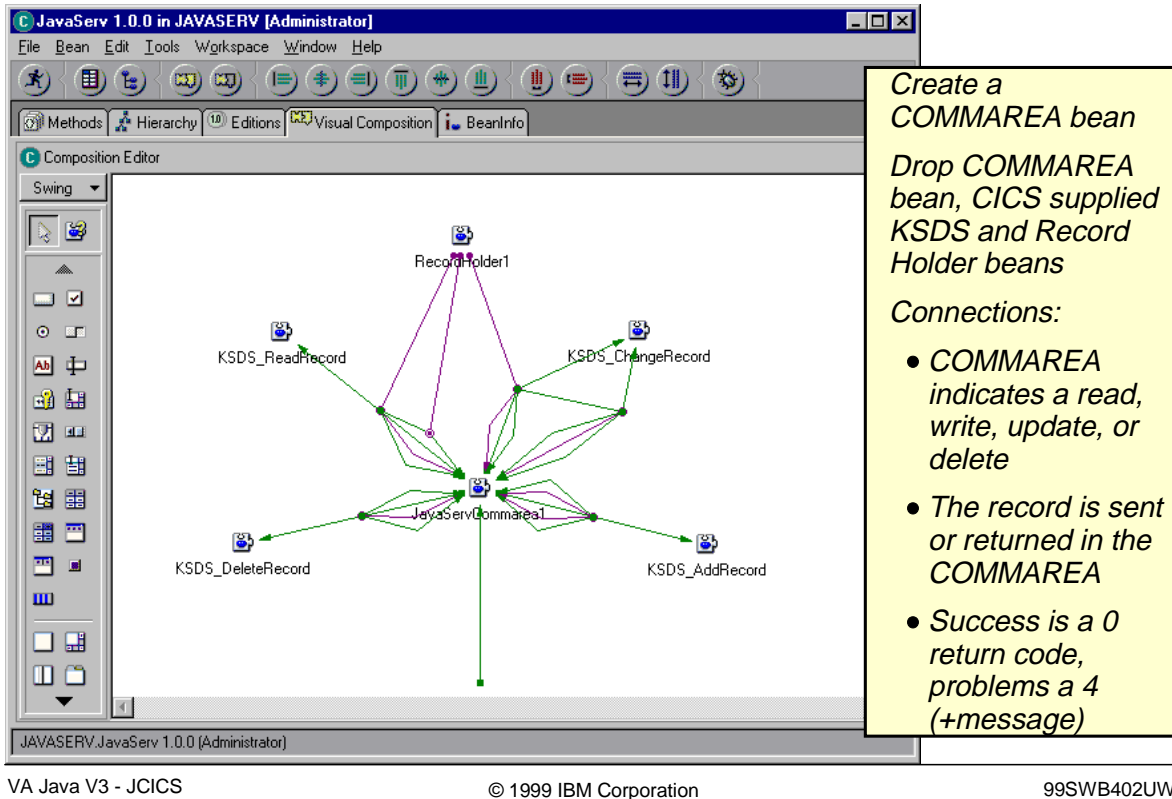 JavaServ 1.0.0 in JAVASERV [Administrator]
File Bean Edit Tools Workspace Window Help
Methods Hierarchy Editions Visual Composition BeanInfo
Composition Editor
Swing
RecordHolder1
KSDS_ReadRecord
KSDS_ChangeRecord
JavaServCommarea1
KSDS_DeleteRecord
KSDS_AddRecord
JAVASERV.JavaServ 1.0.0 (Administrator)
Create a
COMMAREA bean
Drop COMMAREA
bean, CICS supplied
KSDS and Record
Holder beans
Connections:
• COMMAREA
indicates a read,
write, update, or
delete
• The record is sent
or returned in the
COMMAREA
• Success is a 0
return code,
problems a 4
(+message)
VA Java V3 - JCICS
© 1999 IBM Corporation
99SWB402UW